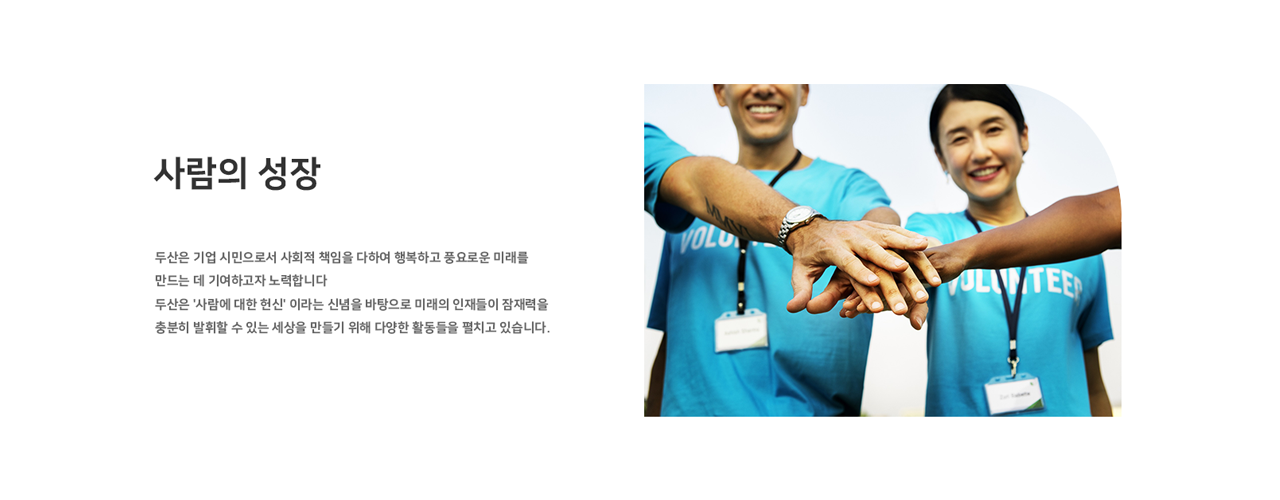 사람의 성장
두산은 기업 시민으로서 사회적 책임을 다하여 행복하고 풍요로운 미래를
만드는 데 기여하고자 노력합니다
두산은 '사람에 대한 헌신' 이라는 신념을 바탕으로 미래의 인재들이 잠재력을
충분히 발휘할 수 있는 세상을 만들기 위해 다양한 활동들을 펼치고 있습니다.
VOLUNTEER